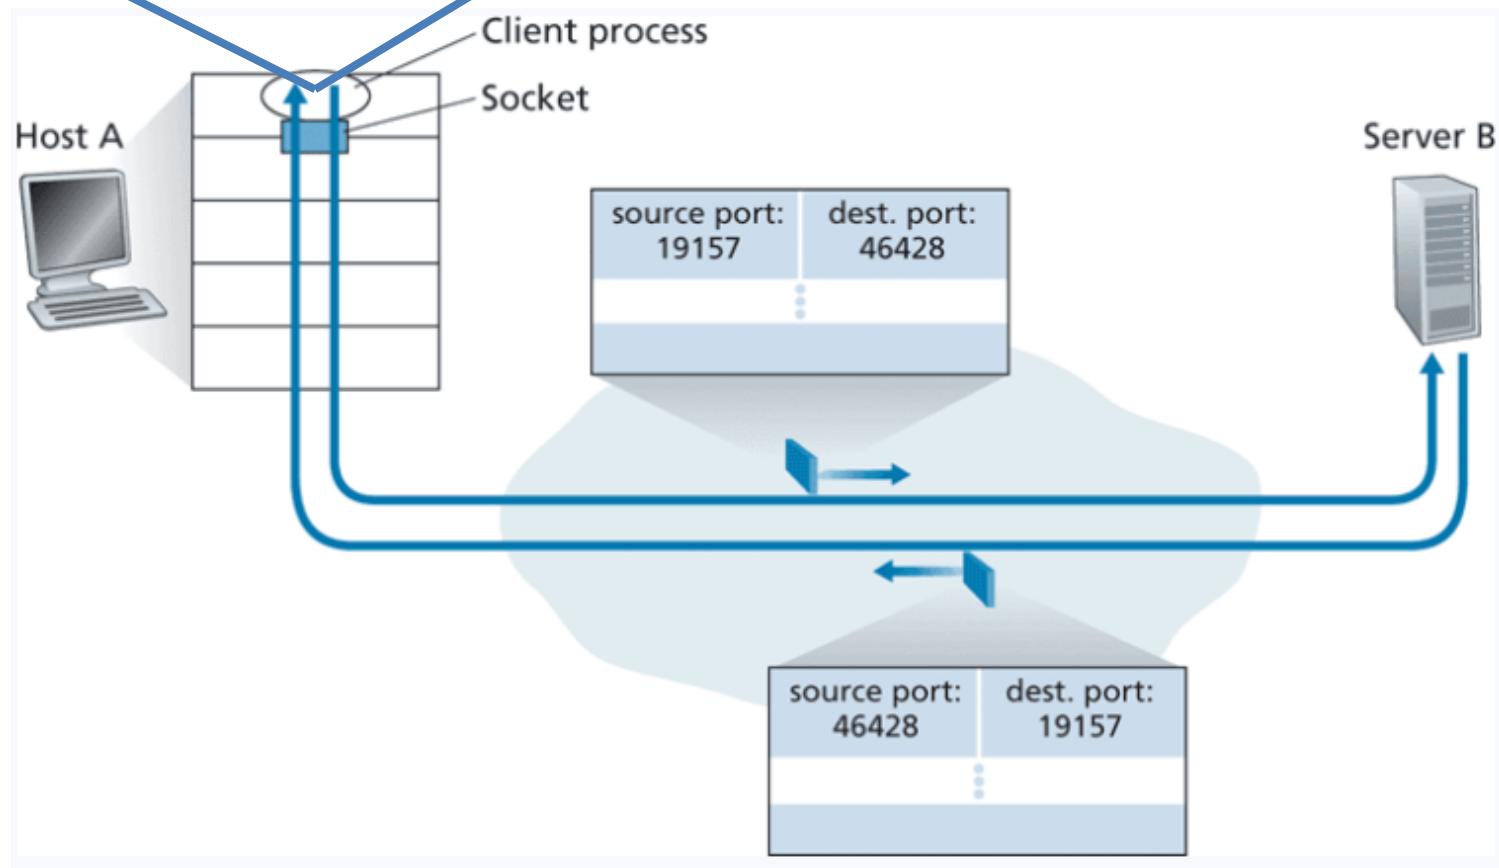 Client process
Socket
Host A
Server B
source port:
19157
dest. port:
46428
source port:
46428
dest. port:
19157